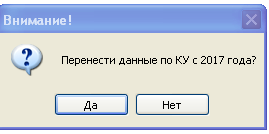 Внимание!
Перенести данные по КУ с 2017 года?
Да
Нет